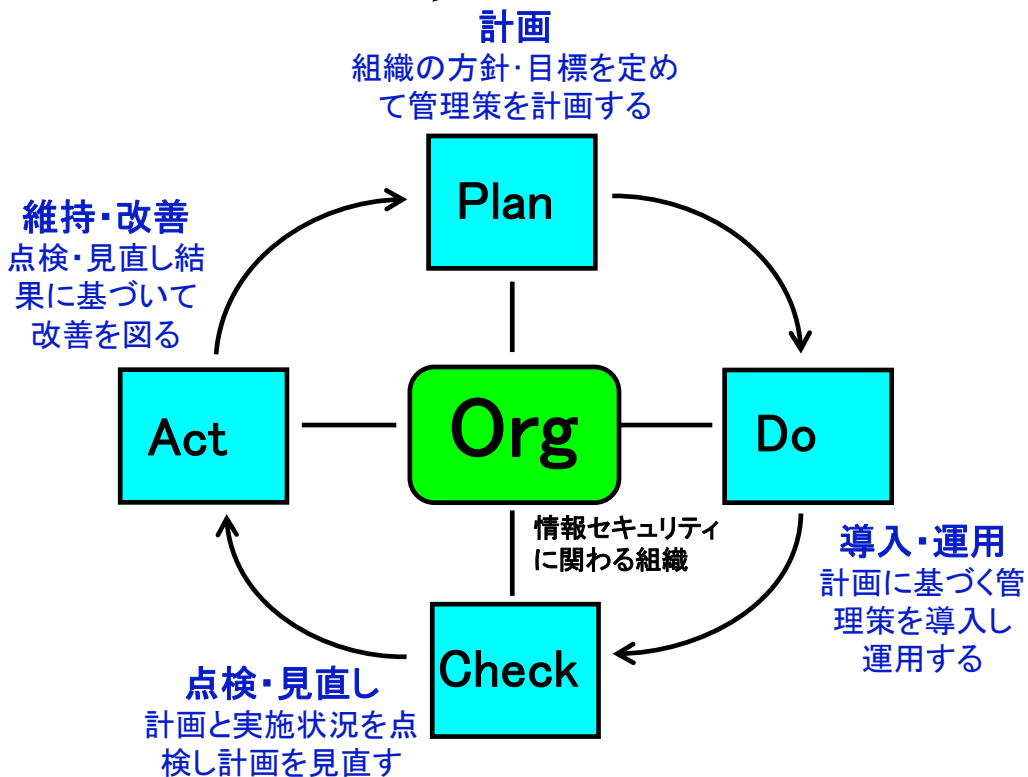 計画
組織の方針・目標を定め
て管理策を計画する
Plan
維持・改善
点検・見直し結
果に基づいて
改善を図る
Act
Org
Do
情報セキュリティ
に関わる組織
導入・運用
計画に基づく管
理策を導入し
運用する
Check
点検・見直し
計画と実施状況を点
検し計画を見直す